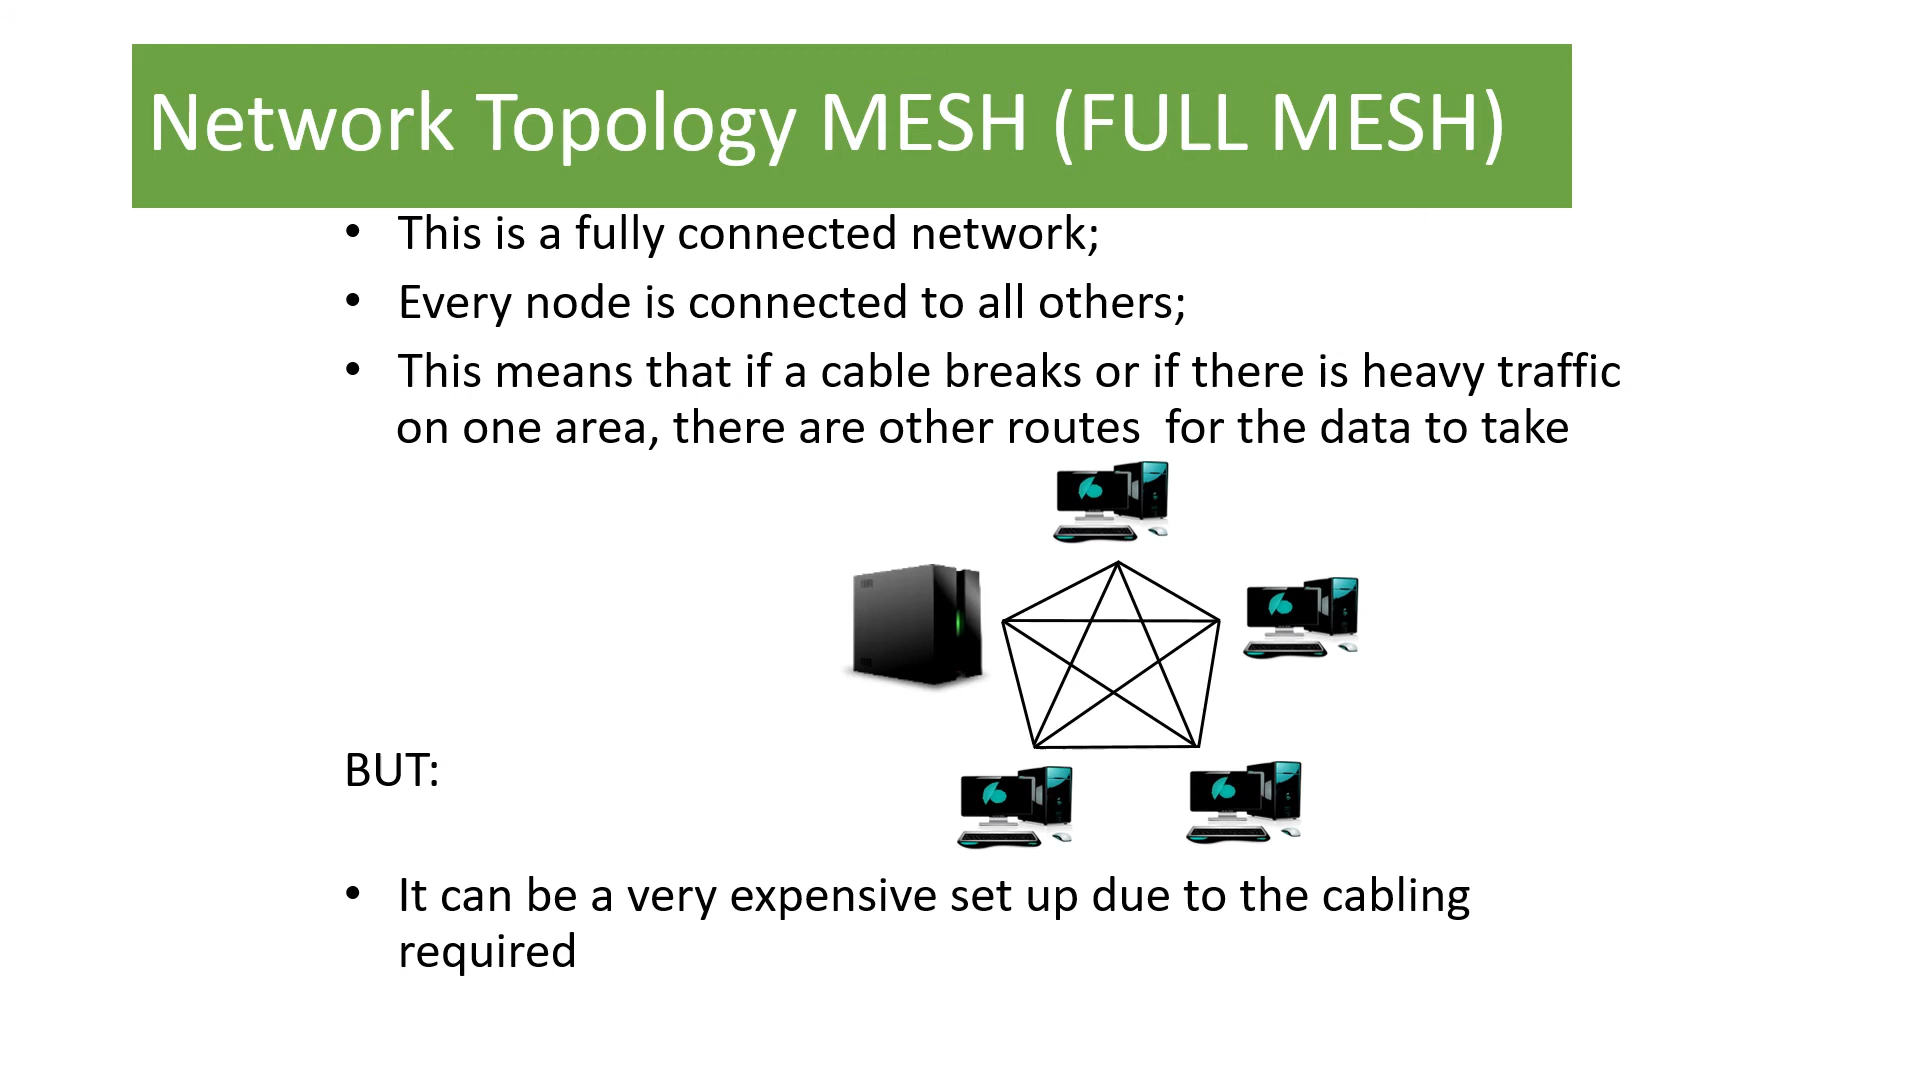 Network Topology MESH (FULL MESH)
• This is a fully connected network;
• Every node is connected to all others;
• This means that if a cable breaks or if there is heavy traffic
on one area, there are other routes  for the data to take
BUT:
• It can be a very expensive set up due to the cabling
required